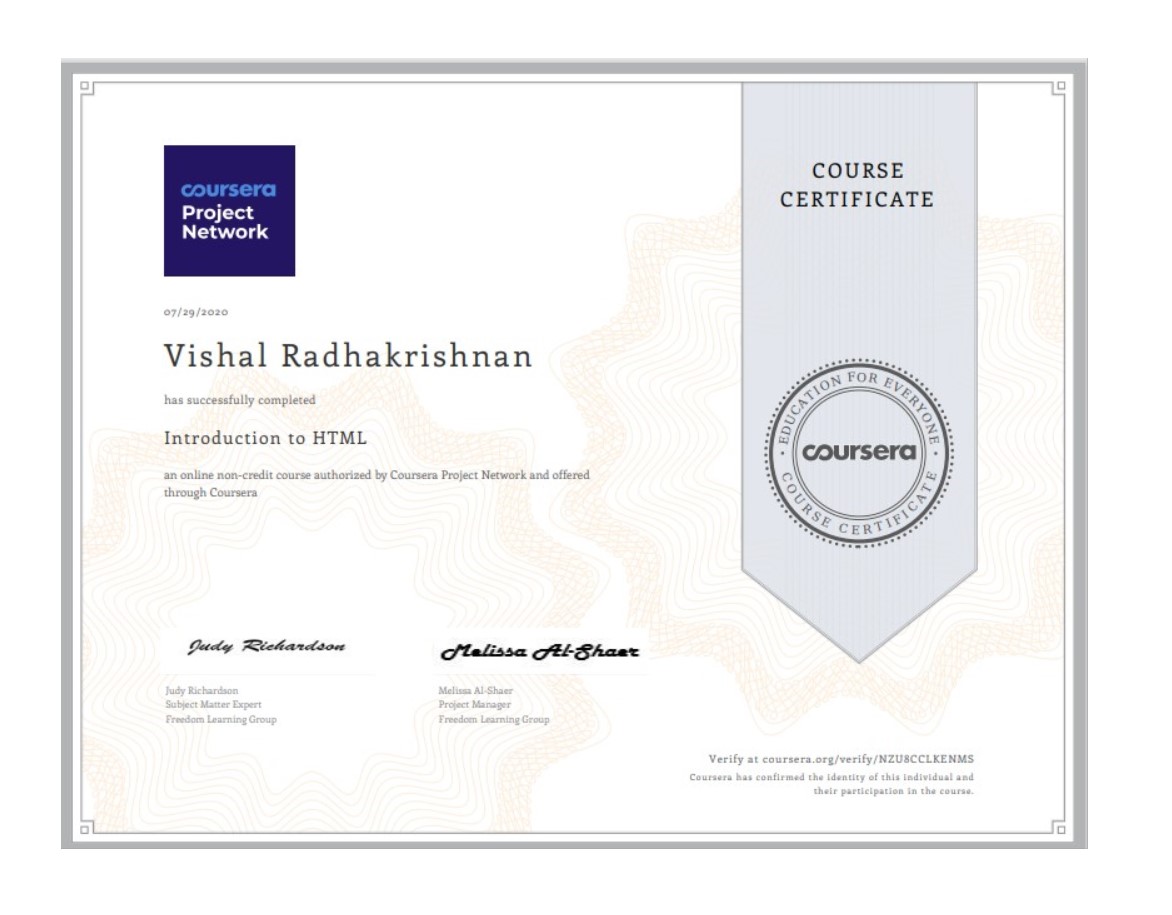 coursera
Project
Network
07/29/2020
Vishal Radhakrishnan
has successfully completed
Introduction to HTML
an online non-credit course authorized by Coursera Project Network and offered
through Coursera
Judy Richardson
Judy Richardson
Subject Matter Expert
Freedom Learning Group
Melissa Al-Shaer
Melissa Al-Shaer
Project Manager
Freedom Learning Group
COURSE
CERTIFICATE
EDUCATION FOR EVERYONE
coursera
COURSE CERTIFICATE
Verify at coursera.org/verify/NZU8CCLKENMS
Coursera has confirmed the identity of this individual and
their participation in the course.